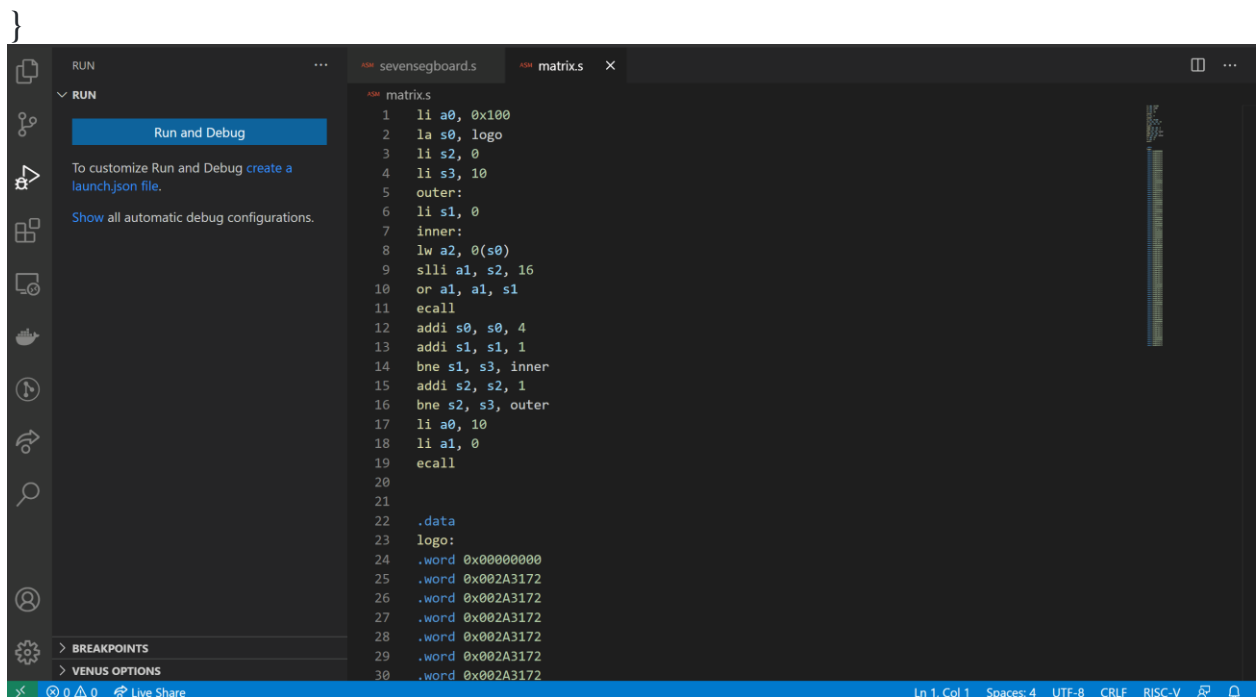 }
RUN ... sevensegboard.s matrix.s
RUN matrix.s
Run and Debug
To customize Run and Debug create a
launch.json file.
Show all automatic debug configurations.
1 li a0, 0x100
2 la s0, logo
3 li s2, 0
4 li s3, 10
5 outer:
6 li s1, 0
7 inner:
8 lw a2, 0(s0)
9 slli a1, s2, 16
10 or a1, a1, s1
11 ecall
12 addi s0, s0, 4
13 addi s1, s1, 1
14 bne s1, s3, inner
15 addi s2, s2, 1
16 bne s2, s3, outer
17 li a0, 10
18 li a1, 0
19 ecall
20
21
22 .data
23 logo:
24 .word 0x00000000
25 .word 0x002A3172
26 .word 0x002A3172
27 .word 0x002A3172
28 .word 0x002A3172
29 .word 0x002A3172
30 .word 0x002A3172
BREAKPOINTS
VENUS OPTIONS
0 0 Live Share Ln 1, Col 1 Spaces: 4 UTF-8 CRLF RISC-V